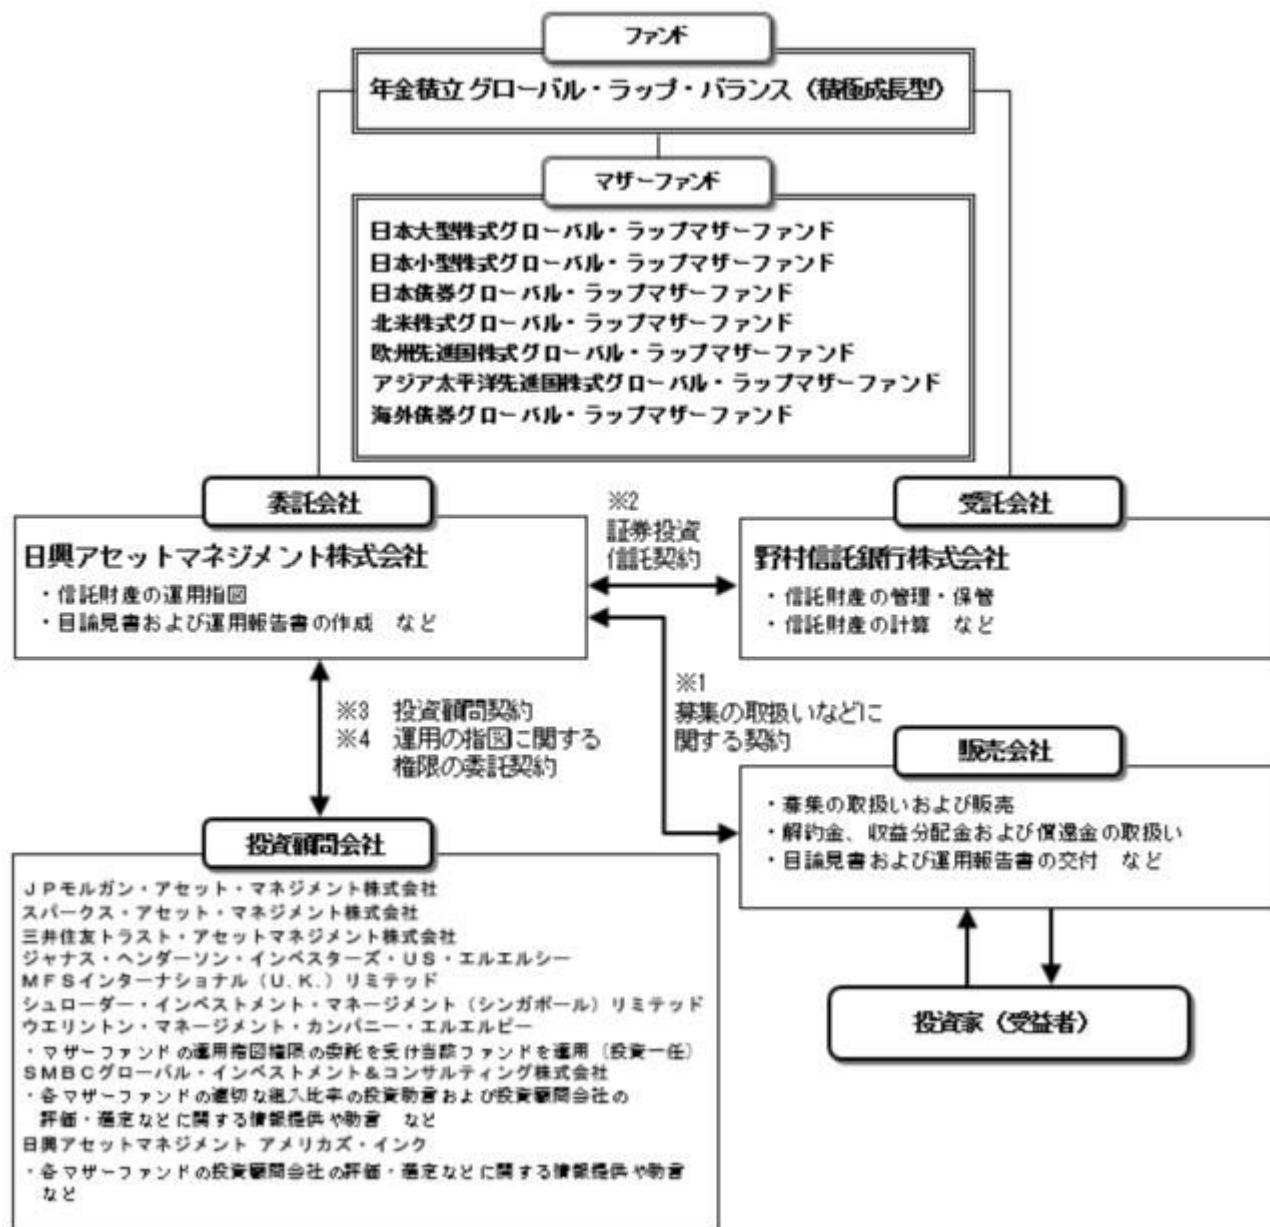 ファンド
年金積立 グローバル・ラップ・バランス（積極成長型）
マザーファンド
日本大型株式グローバル・ラップマザーファンド
日本小型株式グローバル・ラップマザーファンド
日本債券グローバル・ラップマザーファンド
北米株式グローバル・ラップマザーファンド
欧州先進国株式グローバル・ラップマザーファンド
アジア太平洋先進国株式グローバル・ラップマザーファンド
海外債券グローバル・ラップマザーファンド
委託会社
日興アセットマネジメント株式会社
・信託財産の運用指図
・目論見書および運用報告書の作成　など
※2
証券投資
信託契約
受託会社
野村信託銀行株式会社
・信託財産の管理・保管
・信託財産の計算　など
※3　投資顧問契約
※4　運用の指図に関する
権限の委託契約
※1
募集の取扱いなどに
関する契約
販売会社
・募集の取扱いおよび販売
・解約金、収益分配金および償還金の取扱い
・目論見書および運用報告書の交付　など
投資家（受益者）
投資顧問会社
ＪＰモルガン・アセット・マネジメント株式会社
スパークス・アセット・マネジメント株式会社
三井住友トラスト・アセットマネジメント株式会社
ジャナス・ヘンダーソン・インベスターズ・ＵＳ・エルエルシー
ＭＦＳインターナショナル（Ｕ.Ｋ.）リミテッド
シュローダー・インベストメント・マネージメント（シンガポール）リミテッド
ウエリントン・マネージメント・カンパニー・エルエルピー
・マザーファンドの運用指図権限の委託を受け当該ファンドを運用（投資一任）
ＳＭＢＣグローバル・インベストメント＆コンサルティング株式会社
・各マザーファンドの適切な組入比率の投資助言および投資顧問会社の
評価・選定などに関する情報提供や助言　など
日興アセットマネジメント アメリカズ・インク
・各マザーファンドの投資顧問会社の評価・選定などに関する情報提供や助言
など